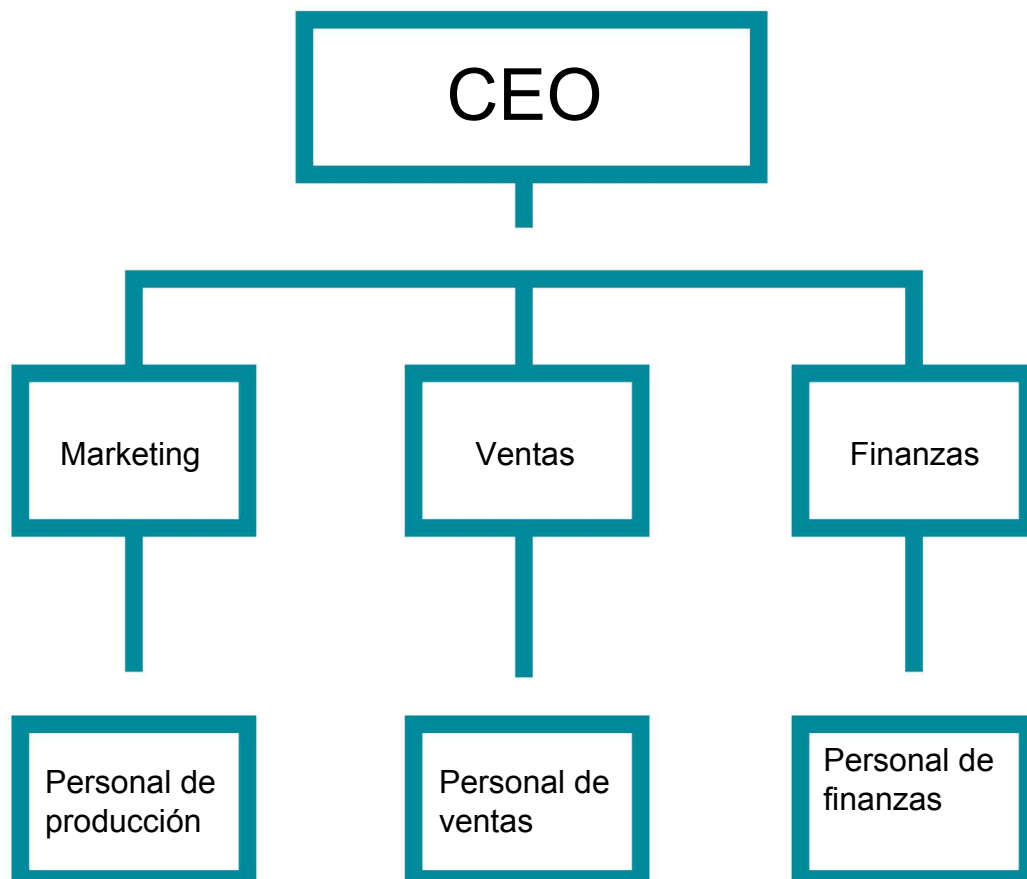 CEO
Marketing
Ventas
Finanzas
Personal de
producción
Personal de
ventas
Personal de
finanzas